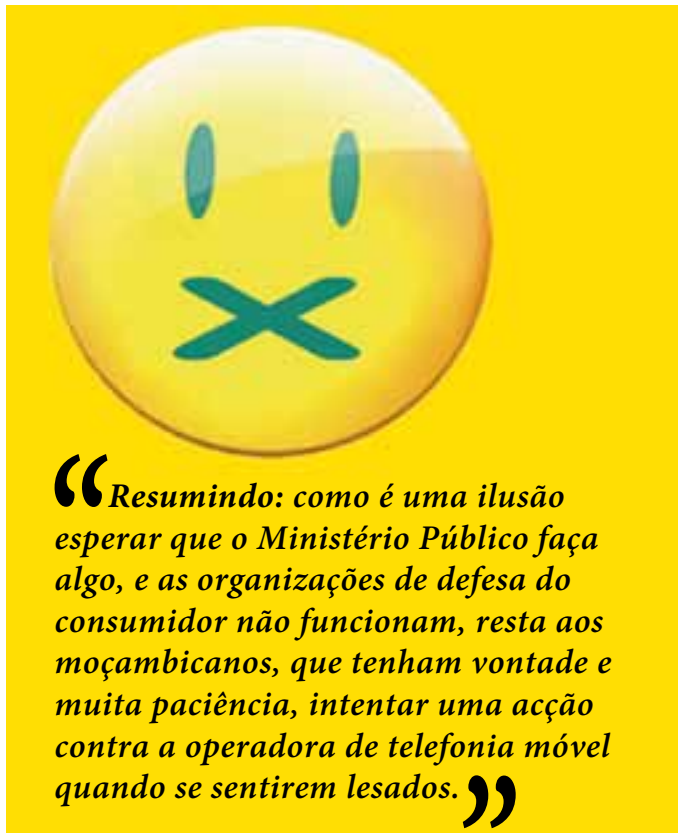 “Resumindo: como é uma ilusão
esperar que o Ministério Público faça
algo, e as organizações de defesa do
consumidor não funcionam, resta aos
moçambicanos, que tenham vontade e
muita paciência, intentar uma acção
contra a operadora de telefonia móvel
quando se sentirem lesados.”